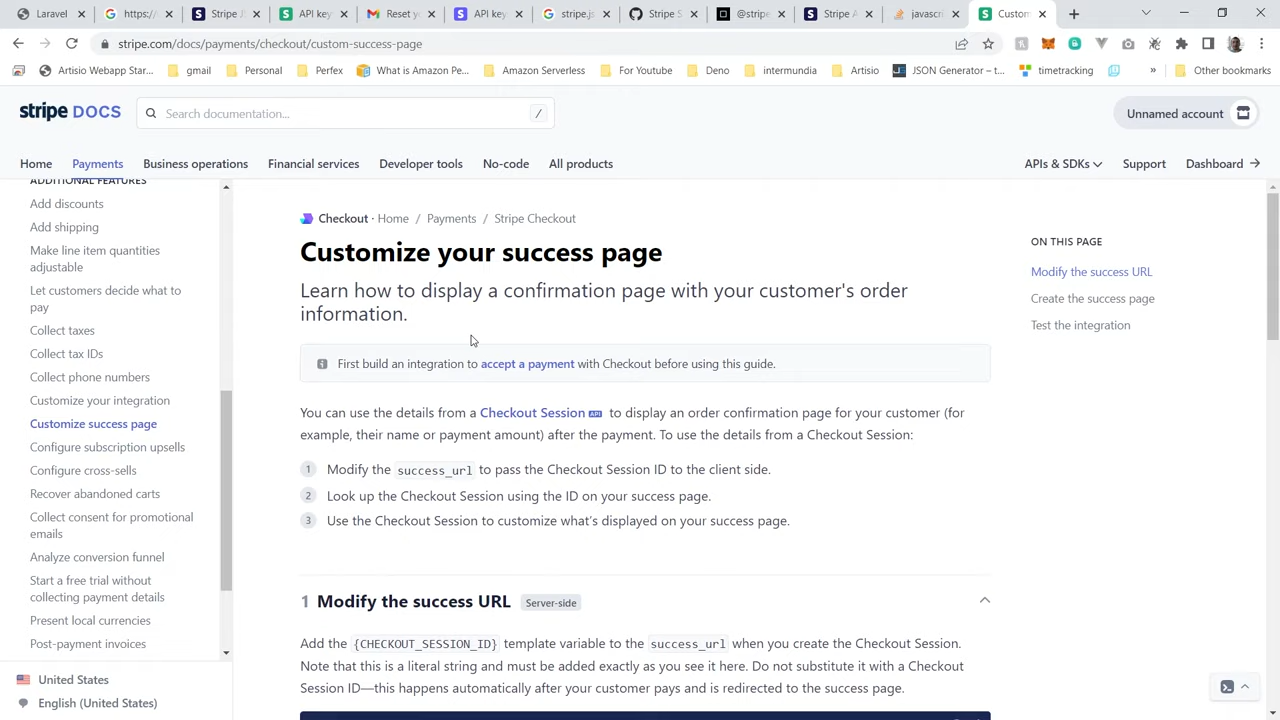 Laravel
https://
Stripe J
API key
Reset y
API key
stripe.js
Stripe S
@stripe
Stripe A
javascri
Custom
stripe.com/docs/payments/checkout/custom-success-page
Artisio Webapp Star...
gmail
Personal
Perfex
What is Amazon Pe...
Amazon Serverless
For Youtube
Deno
intermundia
Artisio
JSON Generator – t...
timetracking
»
Other bookmarks
stripe DOCS
Search documentation...
/
Unnamed account
Home
Payments
Business operations
Financial services
Developer tools
No-code
All products
APIs & SDKs
Support
Dashboard
ADDITIONAL FEATURES
Add discounts
Add shipping
Make line item quantities
adjustable
Let customers decide what to
pay
Collect taxes
Collect tax IDs
Collect phone numbers
Customize your integration
Customize success page
Configure subscription upsells
Configure cross-sells
Recover abandoned carts
Collect consent for promotional
emails
Analyze conversion funnel
Start a free trial without
collecting payment details
Present local currencies
Post-payment invoices
United States
English (United States)
Checkout · Home / Payments / Stripe Checkout
Customize your success page
Learn how to display a confirmation page with your customer's order
information.
First build an integration to accept a payment with Checkout before using this guide.
You can use the details from a Checkout Session API to display an order confirmation page for your customer (for
example, their name or payment amount) after the payment. To use the details from a Checkout Session:
1 Modify the success_url to pass the Checkout Session ID to the client side.
2 Look up the Checkout Session using the ID on your success page.
3 Use the Checkout Session to customize what's displayed on your success page.
1 Modify the success URL Server-side
Add the {CHECKOUT_SESSION_ID} template variable to the success_url when you create the Checkout Session.
Note that this is a literal string and must be added exactly as you see it here. Do not substitute it with a Checkout
Session ID—this happens automatically after your customer pays and is redirected to the success page.
ON THIS PAGE
Modify the success URL
Create the success page
Test the integration